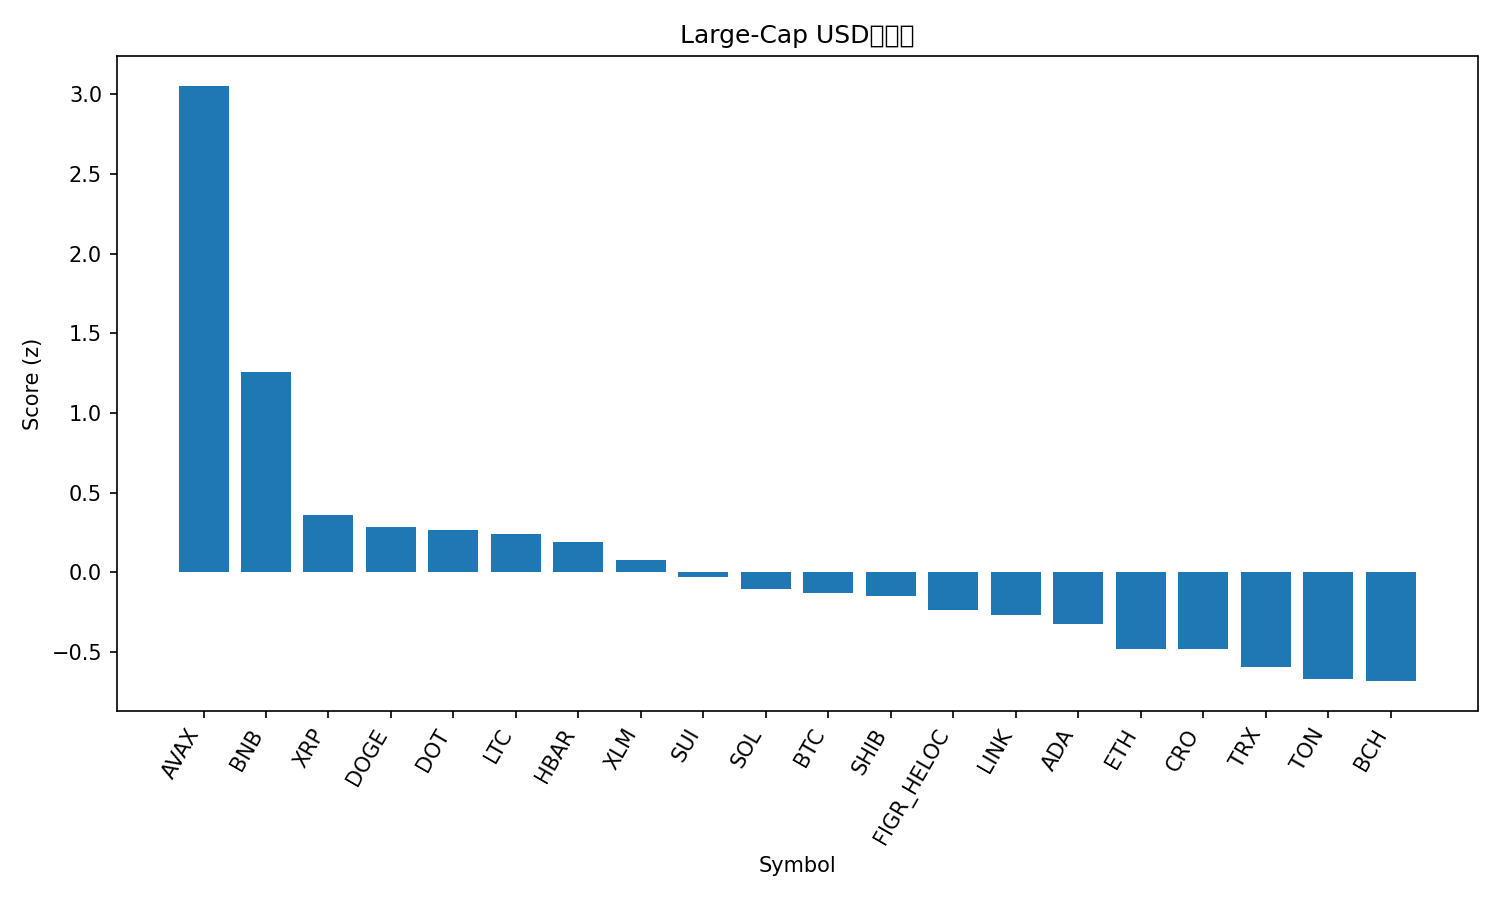 Large-Cap USD
Score (z)
3.0
2.5
2.0
1.5
1.0
0.5
0.0
−0.5
AVAX
BNB
XRP
DOGE
DOT
LTC
HBAR
XLM
SUI
SOL
BTC
SHIB
FIGR_HELOC
LINK
ADA
ETH
CRO
TRX
TON
BCH
Symbol